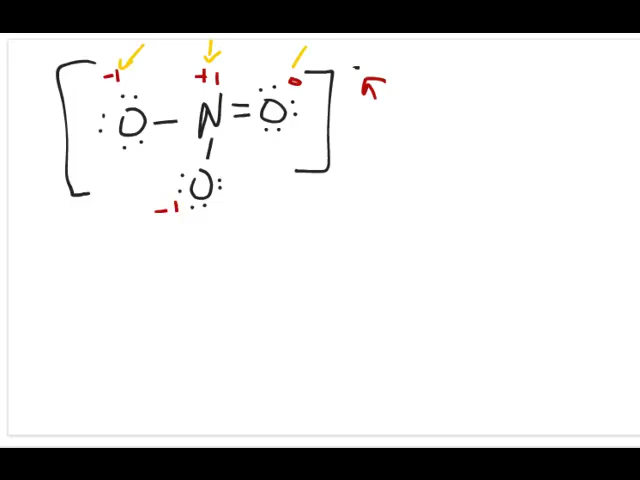 -1 +1 0
[ O - N = O ] -
O
-1